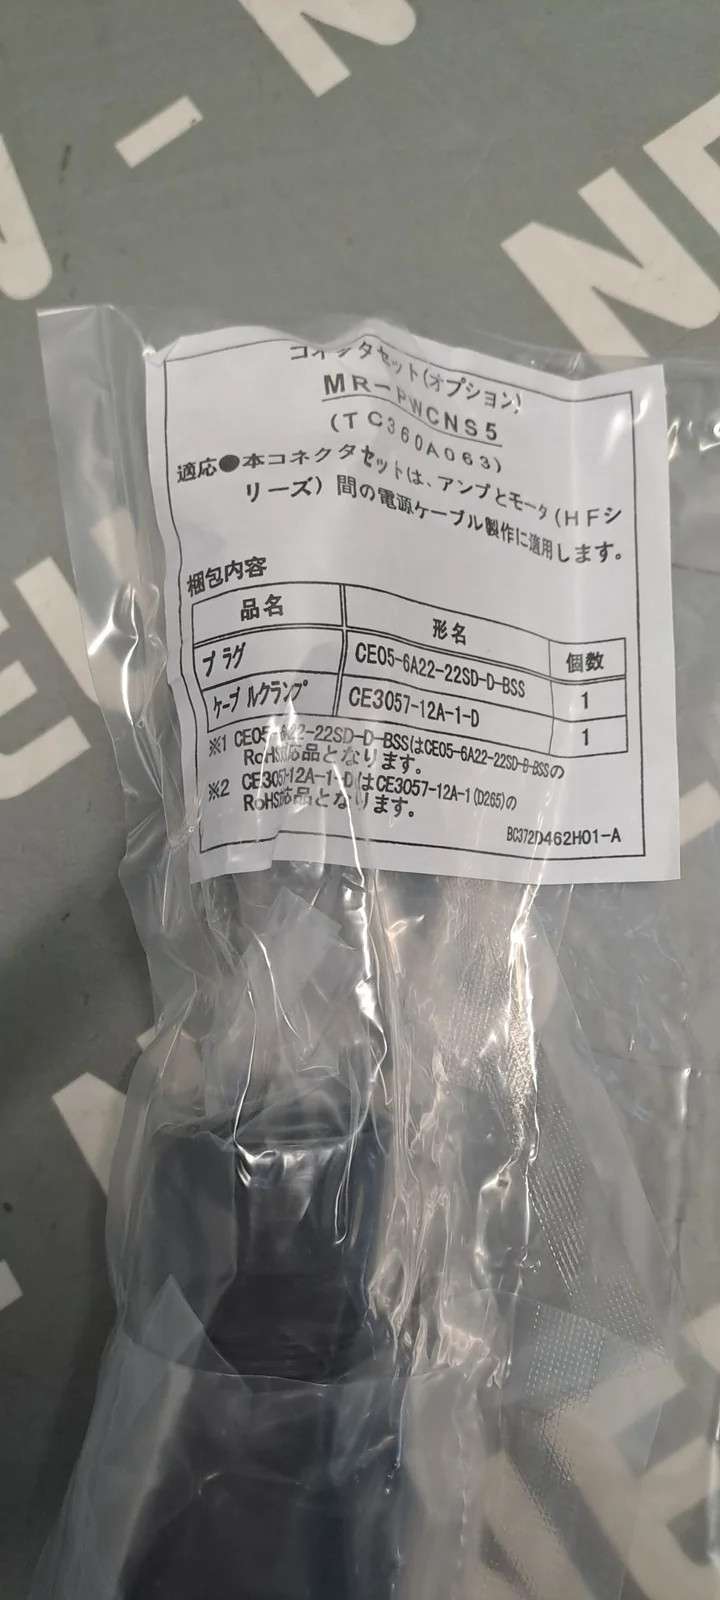 コネクタセット(オプション)
MR-PWCNS5
(TC360A063)
適応●本コネクタセットは、アンプとモータ(HFシ
リーズ)間の電源ケーブル製作に適用します。
梱包内容
品名 形名 個数
プラグ CE05-6A22-22SD-D-BSS 1
ケーブルクランプ CE3057-12A-1-D 1
※1 CE05-6A22-22SD-D-BSSはCE05-6A22-22SD-B-BSSの
RoHS対応品となります。
※2 CE3057-12A-1-DはCE3057-12A-1(D265)の
RoHS対応品となります。
BC372D462H01-A